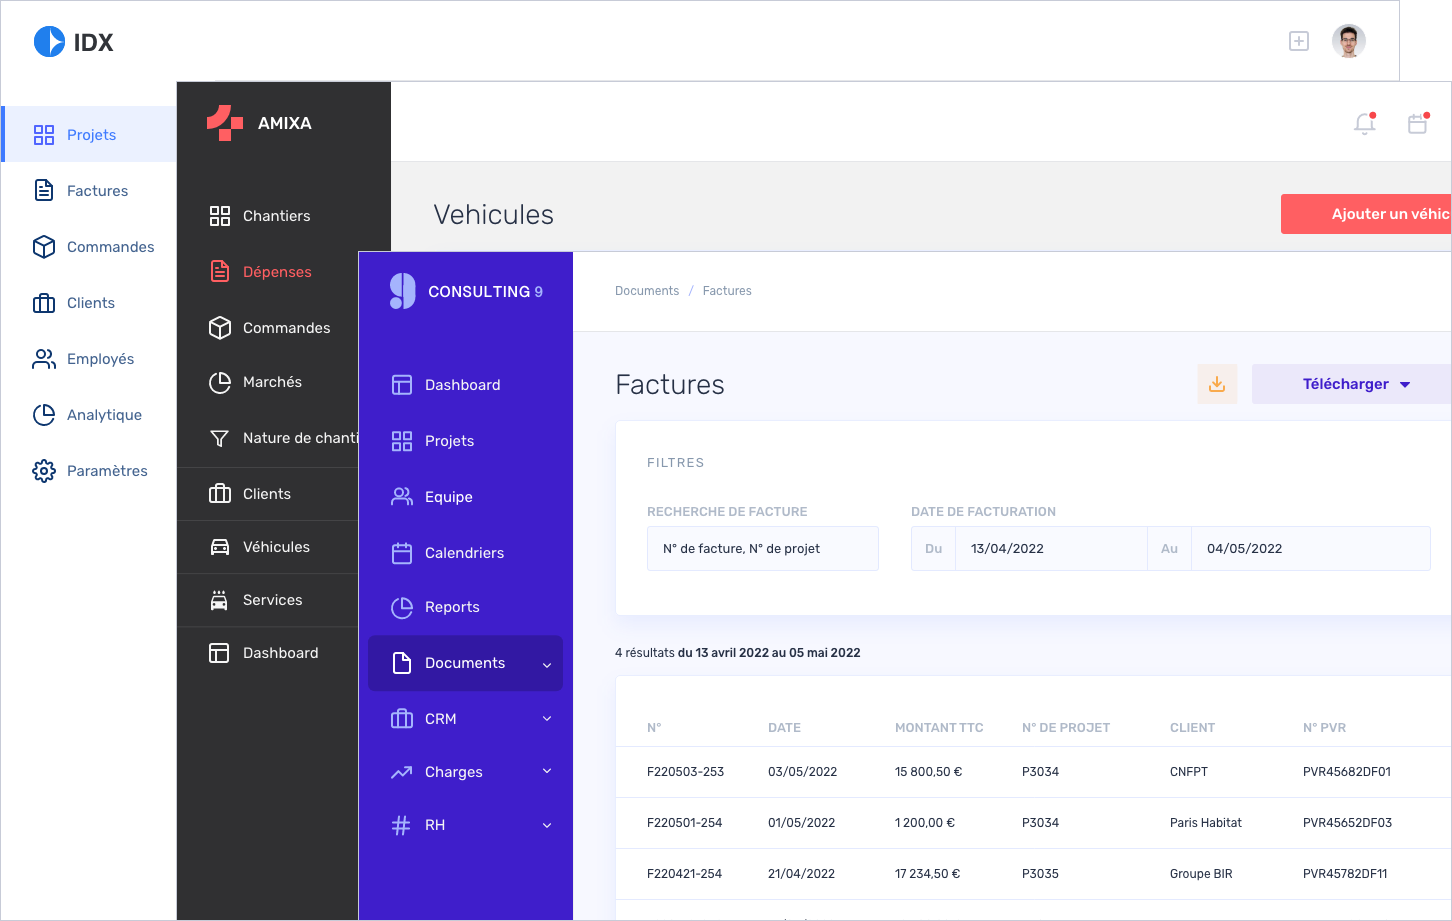 IDX
Projets
Factures
Commandes
Clients
Employés
Analytique
Paramètres
AMIXA
Chantiers
Dépenses
Commandes
Marchés
Nature de chanti
Clients
Véhicules
Services
Dashboard
Vehicules
Ajouter un véhic
CONSULTING 9
Dashboard
Projets
Equipe
Calendriers
Reports
Documents
CRM
Charges
RH
Documents / Factures
Factures
Télécharger
FILTRES
RECHERCHE DE FACTURE
DATE DE FACTURATION
N° de facture, N° de projet
Du 13/04/2022 Au 04/05/2022
4 résultats du 13 avril 2022 au 05 mai 2022
N° DATE MONTANT TTC N° DE PROJET CLIENT N° PVR
F220503-253 03/05/2022 15 800,50 € P3034 CNFPT PVR45682DF01
F220501-254 01/05/2022 1 200,00 € P3034 Paris Habitat PVR45652DF03
F220421-254 21/04/2022 17 234,50 € P3035 Groupe BIR PVR45782DF11